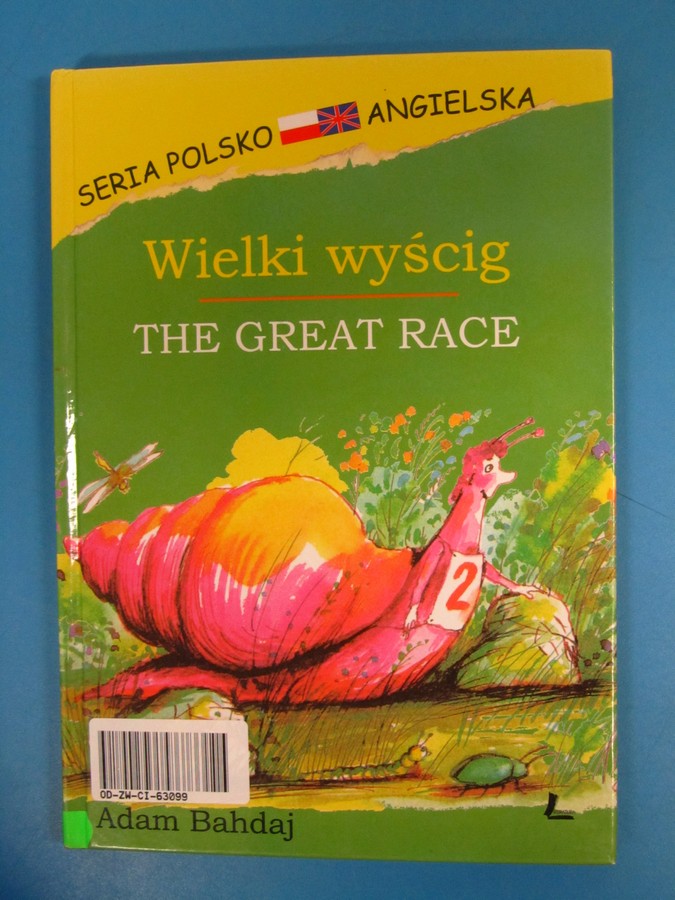 SERIA POLSKO ANGIELSKA
Wielki wyścig
THE GREAT RACE
2
OD-ZW-CI-63099
Adam Bahdaj